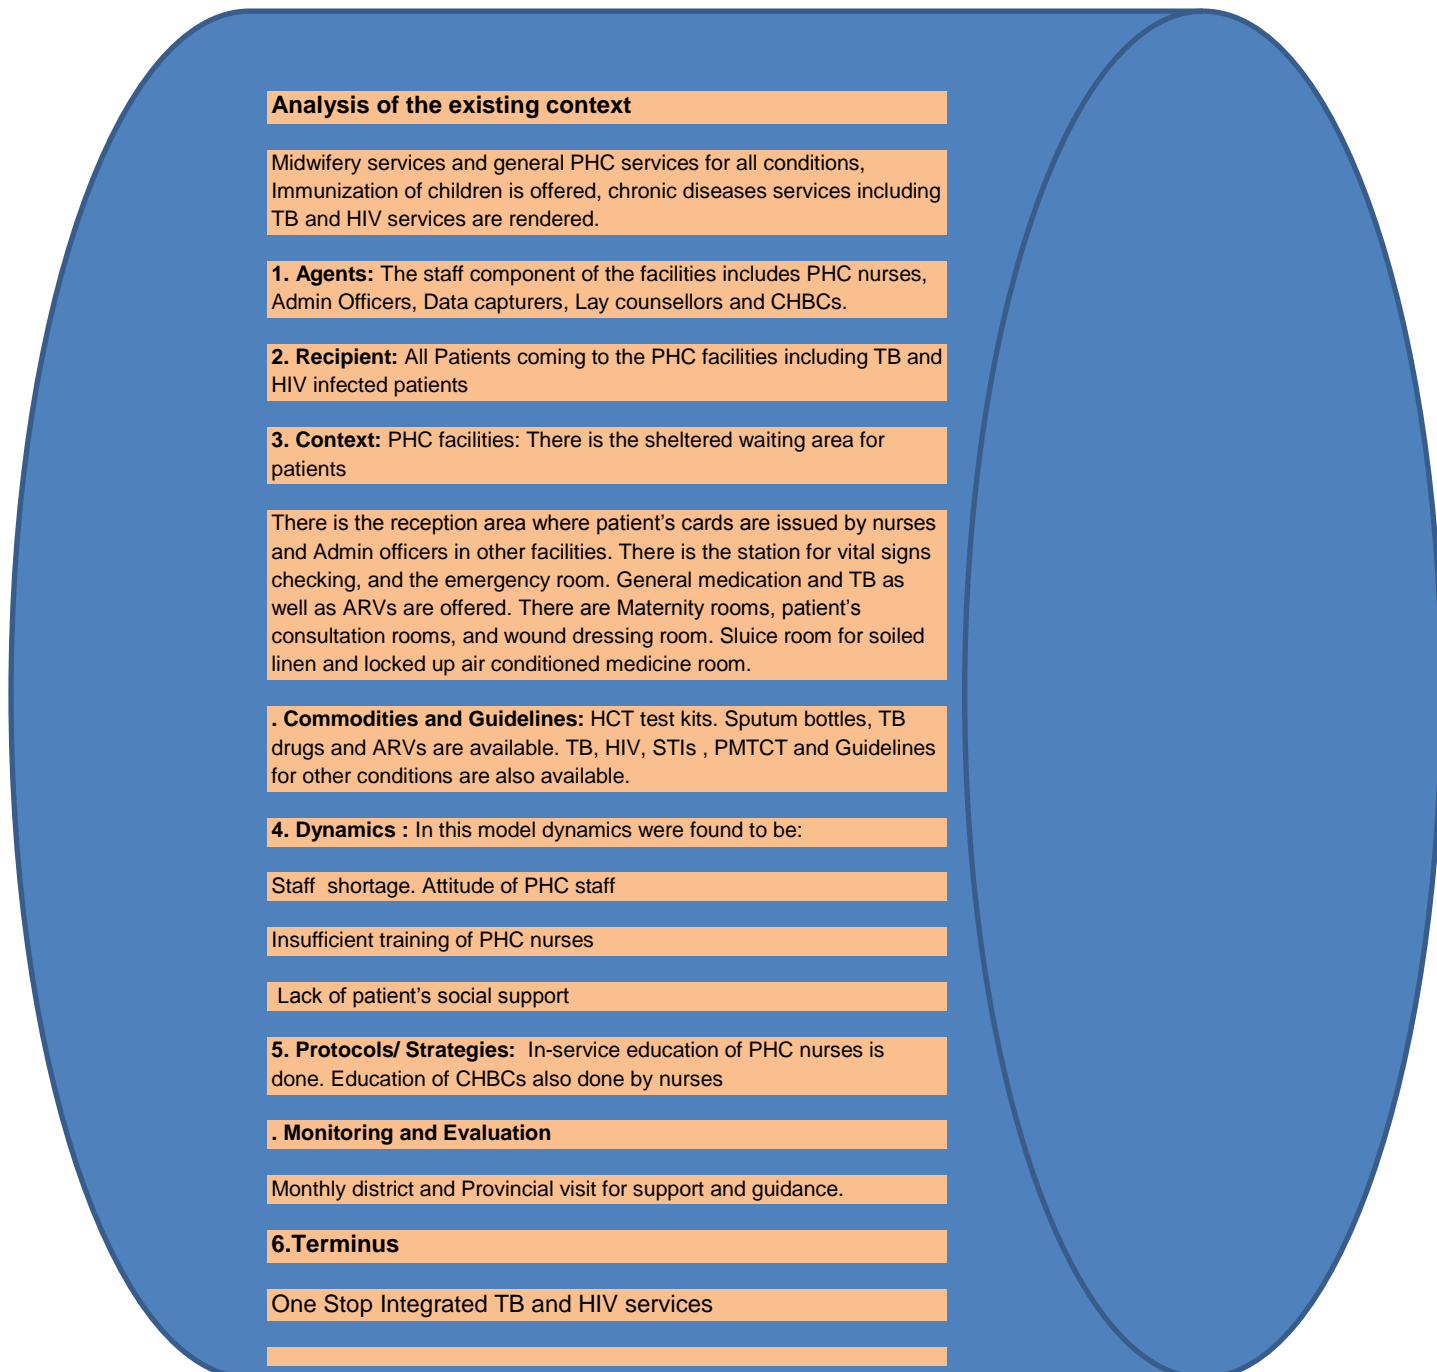 Analysis of the existing context
Midwifery services and general PHC services for all conditions,
Immunization of children is offered, chronic diseases services including
TB and HIV services are rendered.
1. Agents: The staff component of the facilities includes PHC nurses,
Admin Officers, Data capturers, Lay counsellors and CHBCs.
2. Recipient: All Patients coming to the PHC facilities including TB and
HIV infected patients
3. Context: PHC facilities: There is the sheltered waiting area for
patients
There is the reception area where patient’s cards are issued by nurses
and Admin officers in other facilities. There is the station for vital signs
checking, and the emergency room. General medication and TB as
well as ARVs are offered. There are Maternity rooms, patient’s
consultation rooms, and wound dressing room. Sluice room for soiled
linen and locked up air conditioned medicine room.
. Commodities and Guidelines: HCT test kits. Sputum bottles, TB
drugs and ARVs are available. TB, HIV, STIs , PMTCT and Guidelines
for other conditions are also available.
4. Dynamics : In this model dynamics were found to be:
Staff  shortage. Attitude of PHC staff
Insufficient training of PHC nurses
Lack of patient’s social support
5. Protocols/ Strategies:  In-service education of PHC nurses is
done. Education of CHBCs also done by nurses
. Monitoring and Evaluation
Monthly district and Provincial visit for support and guidance.
6.Terminus
One Stop Integrated TB and HIV services